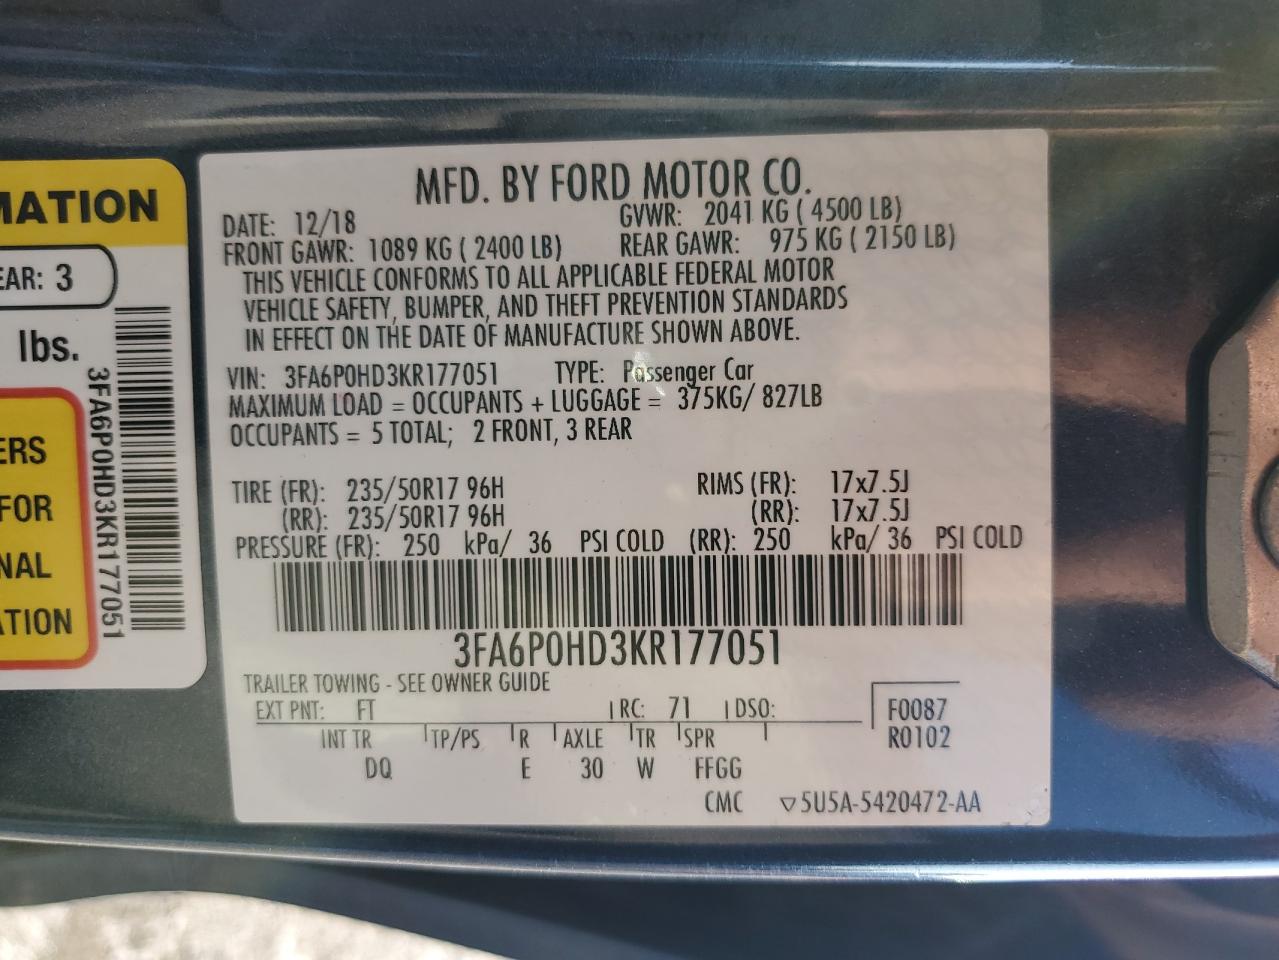 MATION
EAR: 3
lbs.
3FA6P0HD3KR177051
ERS
FOR
NAL
ATION
MFD. BY FORD MOTOR CO.
DATE: 12/18 GVWR: 2041 KG ( 4500 LB)
FRONT GAWR: 1089 KG ( 2400 LB) REAR GAWR: 975 KG ( 2150 LB)
THIS VEHICLE CONFORMS TO ALL APPLICABLE FEDERAL MOTOR
VEHICLE SAFETY, BUMPER, AND THEFT PREVENTION STANDARDS
IN EFFECT ON THE DATE OF MANUFACTURE SHOWN ABOVE.
VIN: 3FA6P0HD3KR177051 TYPE: Passenger Car
MAXIMUM LOAD = OCCUPANTS + LUGGAGE = 375KG/ 827LB
OCCUPANTS = 5 TOTAL; 2 FRONT, 3 REAR
TIRE (FR): 235/50R17 96H RIMS (FR): 17x7.5J
(RR): 235/50R17 96H (RR): 17x7.5J
PRESSURE (FR): 250 kPa/ 36 PSI COLD (RR): 250 kPa/ 36 PSI COLD
3FA6P0HD3KR177051
TRAILER TOWING - SEE OWNER GUIDE
EXT PNT: FT RC: 71 DSO: F0087
INT TR TP/PS R AXLE TR SPR R0102
DQ E 30 W FFGG
CMC ▽5U5A-5420472-AA